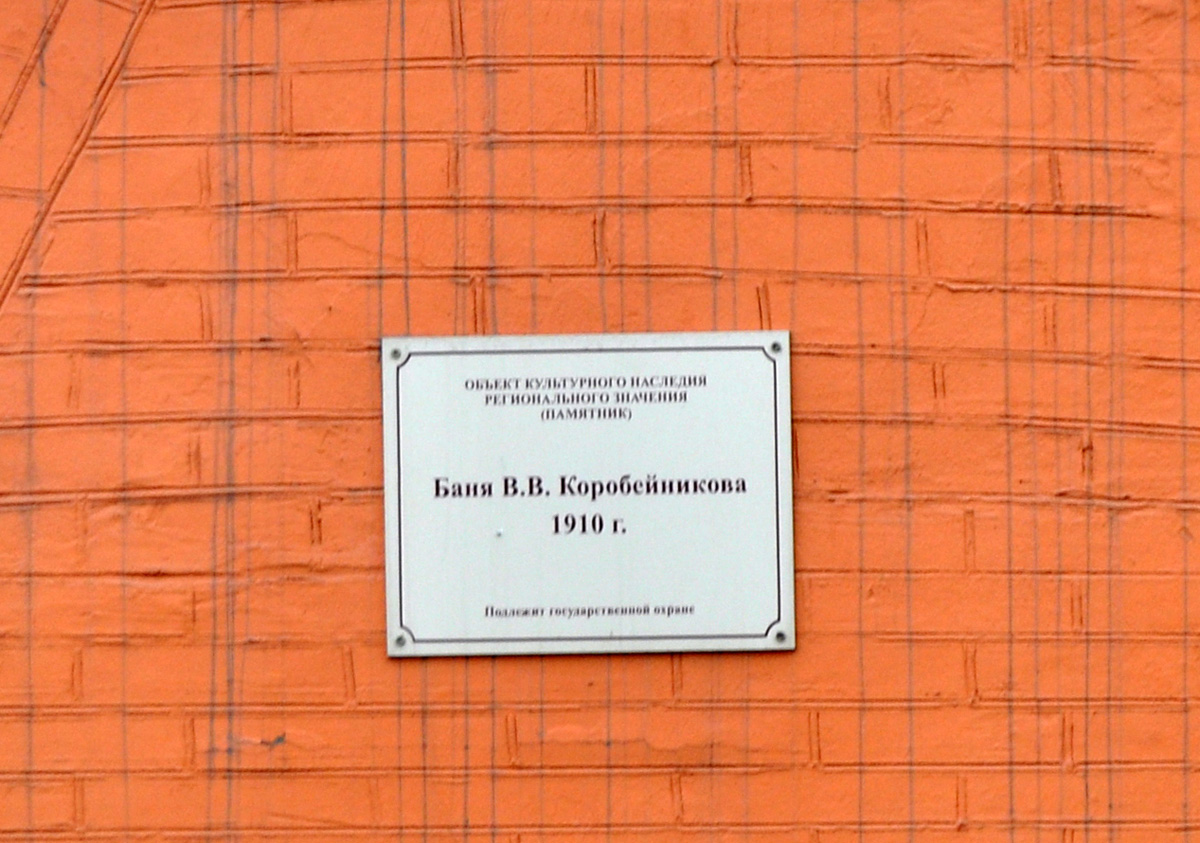 ОБЪЕКТ КУЛЬТУРНОГО НАСЛЕДИЯ
РЕГИОНАЛЬНОГО ЗНАЧЕНИЯ
(ПАМЯТНИК)
Баня В.В. Коробейникова
1910 г.
Подлежит государственной охране